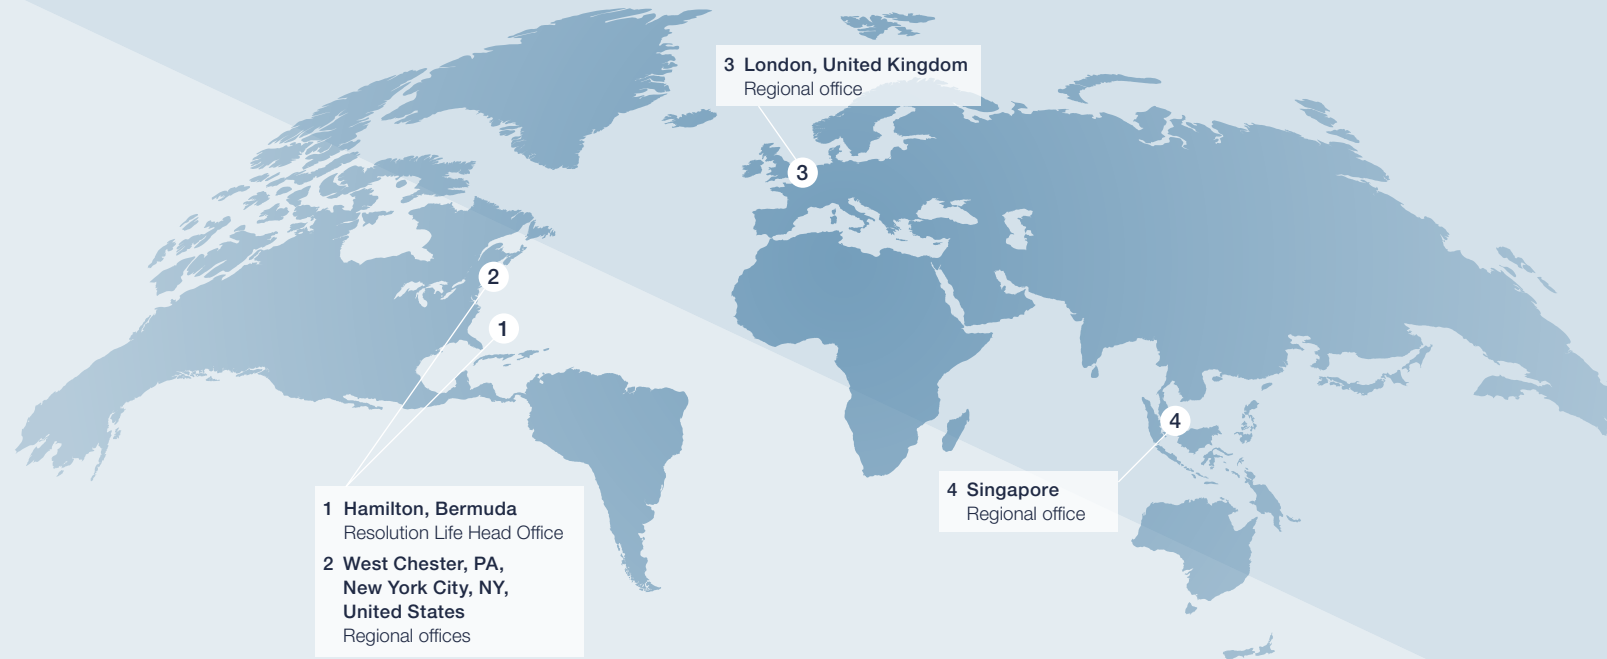 3 London, United Kingdom
Regional office
3
2
1
4
4 Singapore
Regional office
1 Hamilton, Bermuda
Resolution Life Head Office
2 West Chester, PA,
New York City, NY,
United States
Regional offices